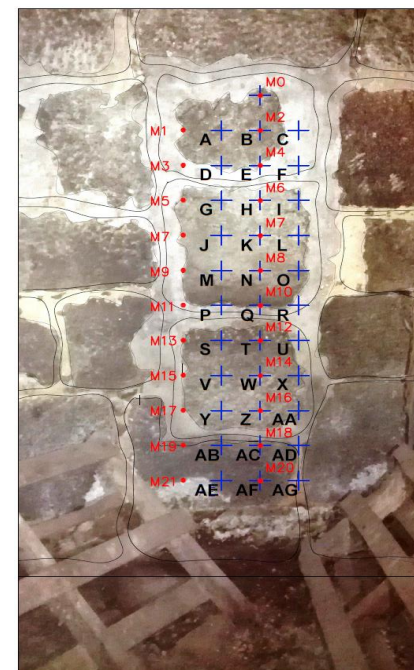 M0
M1 M2
A B C
M3 M4
D E F
M5 M6
G H I
M7 M7
J K L
M9 M8
M N O
M11 M10
P Q R
M13 M12
S T U
M15 M14
V W X
M17 M16
Y Z AA
M19 M18
AB AC AD
M21 M20
AE AF AG